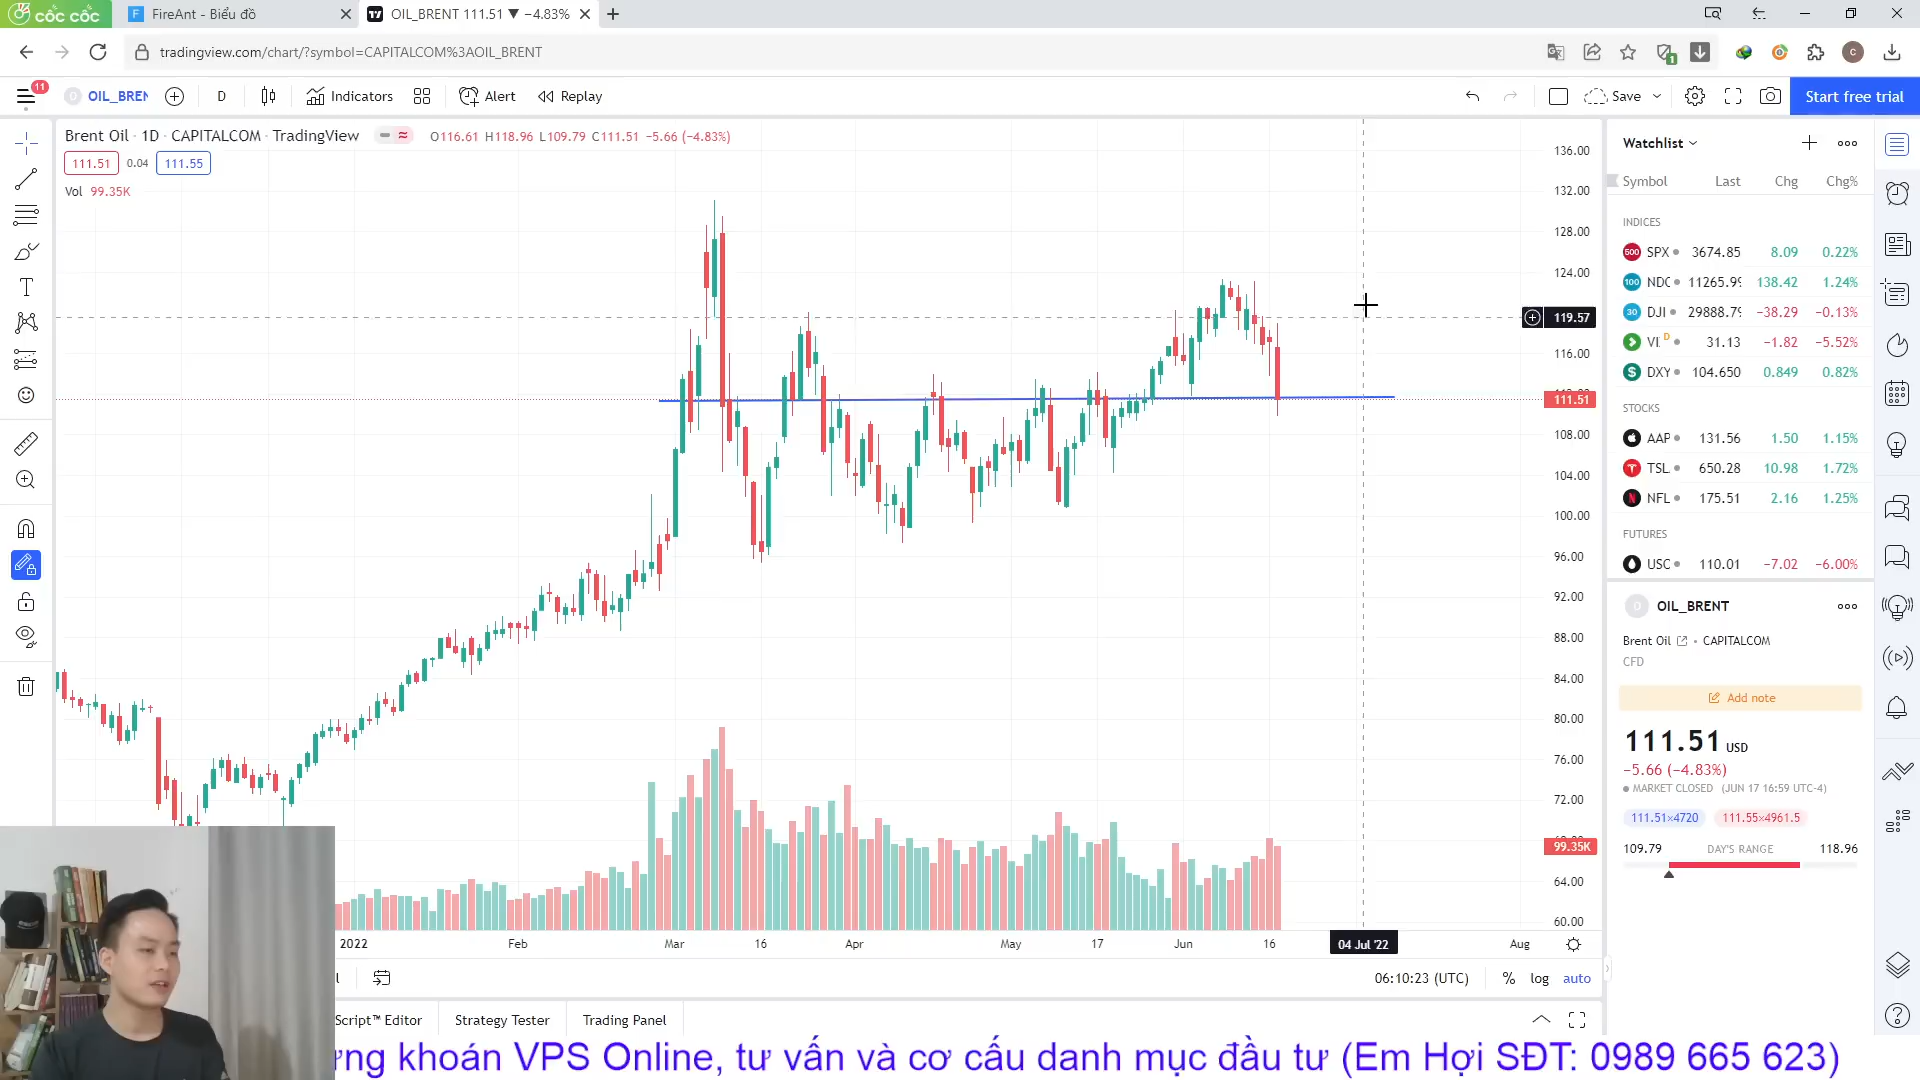 cốc cốc
FireAnt - Biểu đồ
OIL_BRENT 111.51 ▼ −4.83%
tradingview.com/chart/?symbol=CAPITALCOM%3AOIL_BRENT
11
OIL_BREN
D
Indicators
Alert
Replay
Save
Start free trial
Brent Oil · 1D · CAPITALCOM · TradingView
O116.61 H118.96 L109.79 C111.51 −5.66 (−4.83%)
111.51 0.04 111.55
Vol 99.35K
136.00
132.00
128.00
124.00
119.57
116.00
111.51
108.00
104.00
100.00
96.00
92.00
88.00
84.00
80.00
76.00
72.00
99.35K
64.00
60.00
2022 Feb Mar 16 Apr May 17 Jun 16 04 Jul '22 Aug
06:10:23 (UTC) % log auto
Script™ Editor
Strategy Tester
Trading Panel
Watchlist
Symbol Last Chg Chg%
INDICES
SPX 3674.85 8.09 0.22%
NDC 11265.99 138.42 1.24%
DJI 29888.79 −38.29 −0.13%
VI D 31.13 −1.82 −5.52%
DXY 104.650 0.849 0.82%
STOCKS
AAP 131.56 1.50 1.15%
TSL 650.28 10.98 1.72%
NFL 175.51 2.16 1.25%
FUTURES
USC 110.01 −7.02 −6.00%
OIL_BRENT
Brent Oil • CAPITALCOM
CFD
Add note
111.51 USD
−5.66 (−4.83%)
MARKET CLOSED (JUN 17 16:59 UTC-4)
111.51×4720 111.55×4961.5
109.79 DAY'S RANGE 118.96
ứng khoán VPS Online, tư vấn và cơ cấu danh mục đầu tư (Em Hợi SĐT: 0989 665 623)